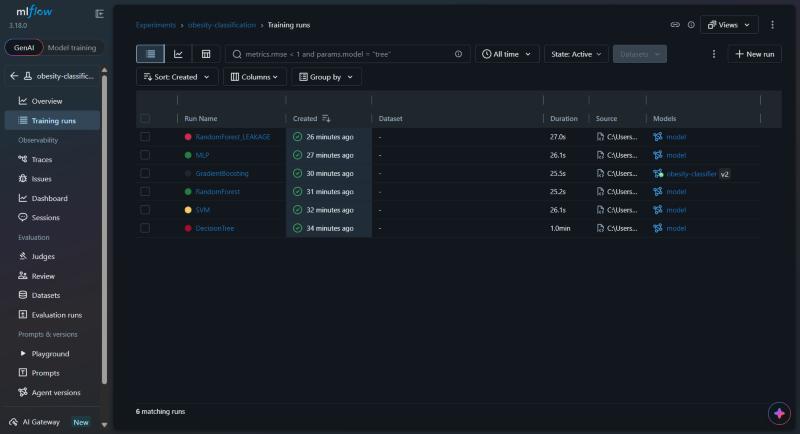 mlflow
3.18.0
GenAI Model training
obesity-classific...
Overview
Training runs
Observability
Traces
Issues
Dashboard
Sessions
Evaluation
Judges
Review
Datasets
Evaluation runs
Prompts & versions
Playground
Prompts
Agent versions
AI Gateway New
Experiments > obesity-classification > Training runs
Views
metrics.rmse < 1 and params.model = "tree"
All time
State: Active
Datasets
+ New run
Sort: Created
Columns
Group by
Run Name Created Dataset Duration Source Models
RandomForest_LEAKAGE 26 minutes ago - 27.0s C:\Users... model
MLP 27 minutes ago - 26.1s C:\Users... model
GradientBoosting 30 minutes ago - 25.5s C:\Users... obesity-classifier v2
RandomForest 31 minutes ago - 25.2s C:\Users... model
SVM 32 minutes ago - 26.1s C:\Users... model
DecisionTree 34 minutes ago - 1.0min C:\Users... model
6 matching runs